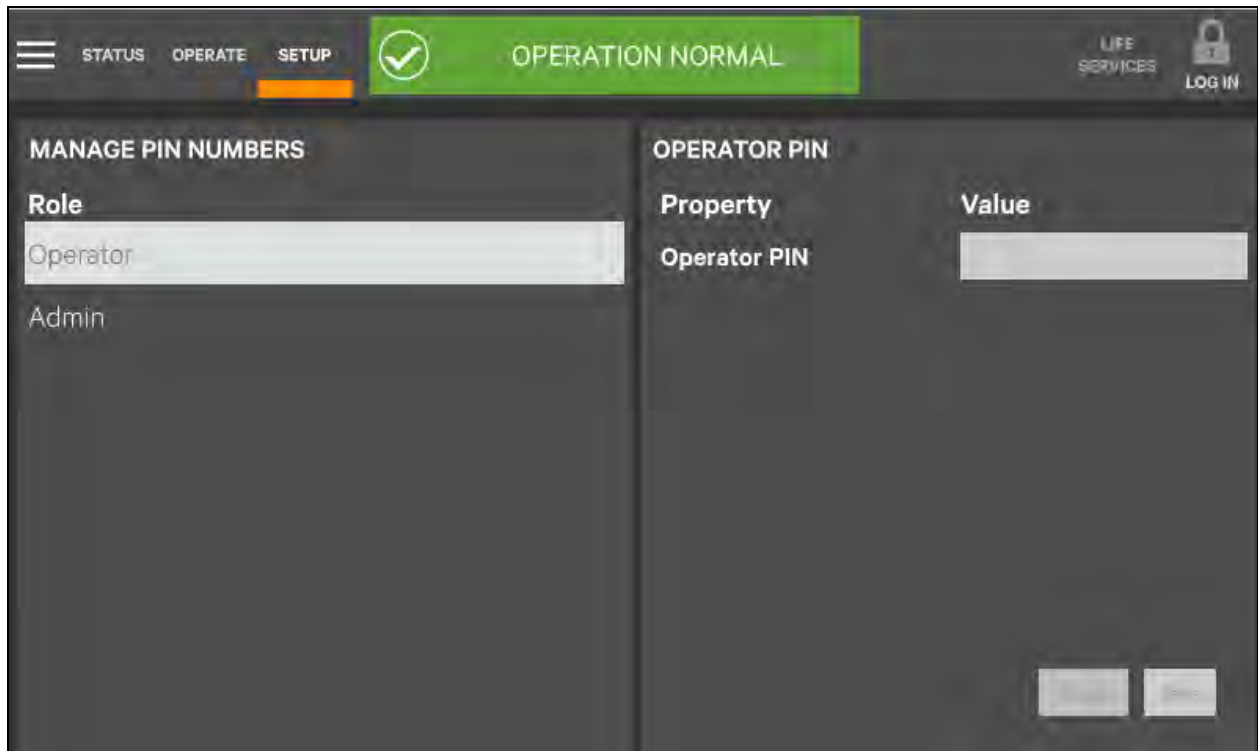 STATUS OPERATE SETUP
OPERATION NORMAL
LIFE
SERVICES
LOG IN
MANAGE PIN NUMBERS
OPERATOR PIN
Role
Property Value
Operator
Operator PIN
Admin